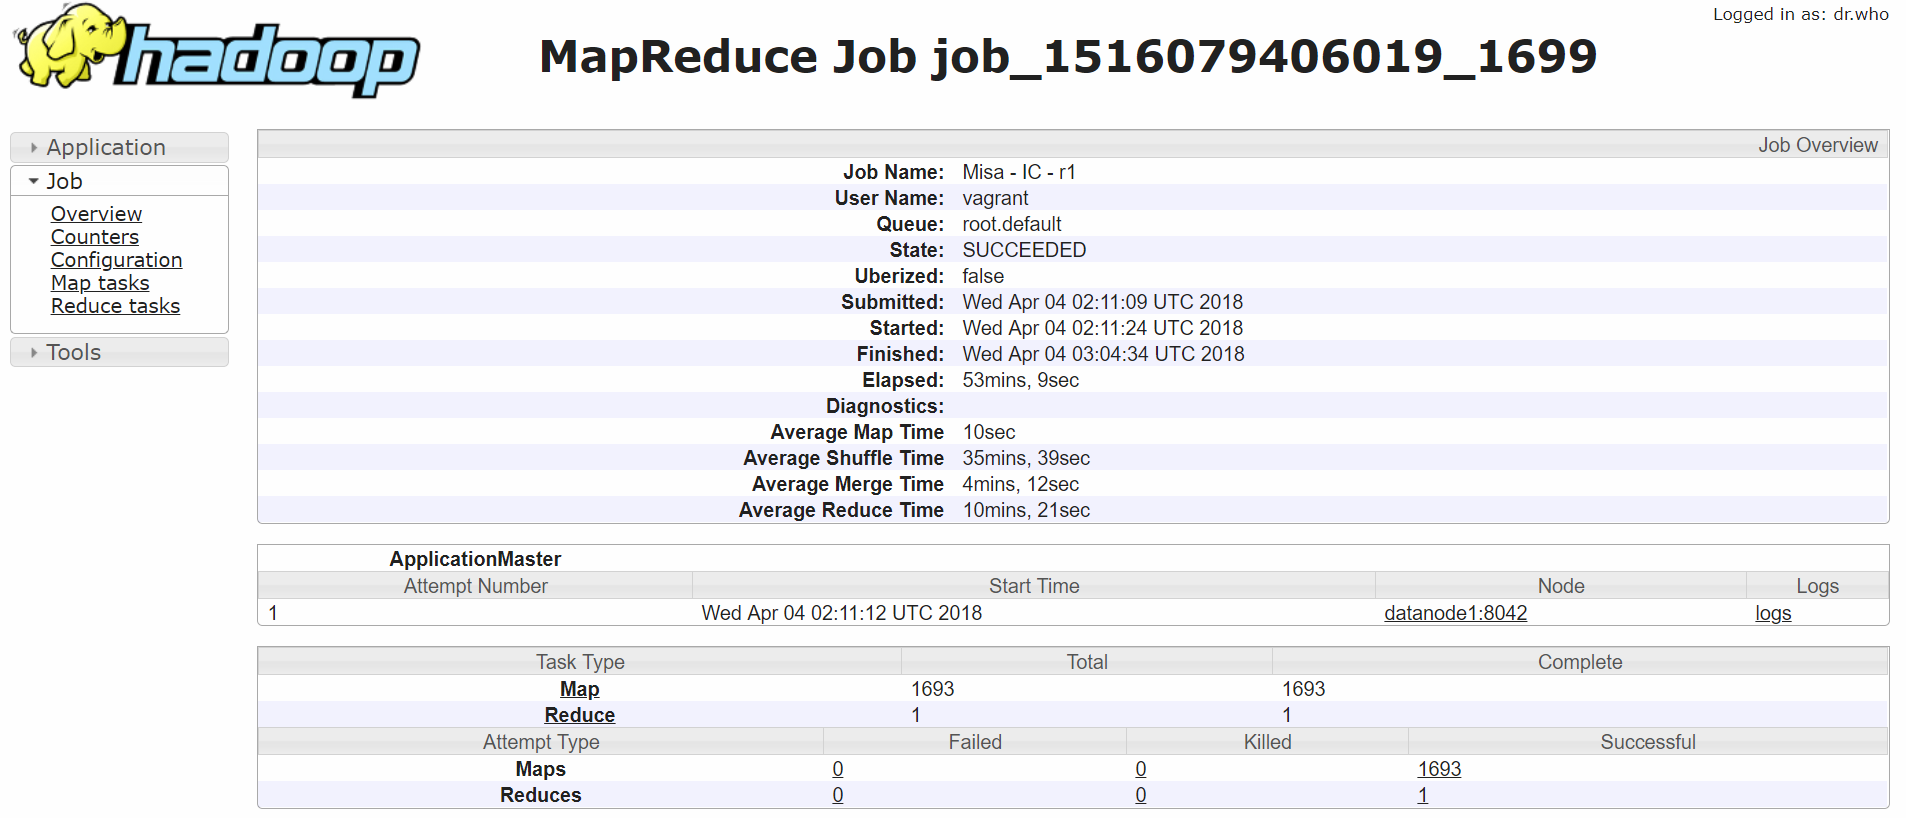 Logged in as: dr.who
hadoop
MapReduce Job job_1516079406019_1699
Application
Job
Overview
Counters
Configuration
Map tasks
Reduce tasks
Tools
Job Overview
Job Name: Misa - IC - r1
User Name: vagrant
Queue: root.default
State: SUCCEEDED
Uberized: false
Submitted: Wed Apr 04 02:11:09 UTC 2018
Started: Wed Apr 04 02:11:24 UTC 2018
Finished: Wed Apr 04 03:04:34 UTC 2018
Elapsed: 53mins, 9sec
Diagnostics:
Average Map Time 10sec
Average Shuffle Time 35mins, 39sec
Average Merge Time 4mins, 12sec
Average Reduce Time 10mins, 21sec
ApplicationMaster
Attempt Number Start Time Node Logs
1 Wed Apr 04 02:11:12 UTC 2018 datanode1:8042 logs
Task Type Total Complete
Map 1693 1693
Reduce 1 1
Attempt Type Failed Killed Successful
Maps 0 0 1693
Reduces 0 0 1